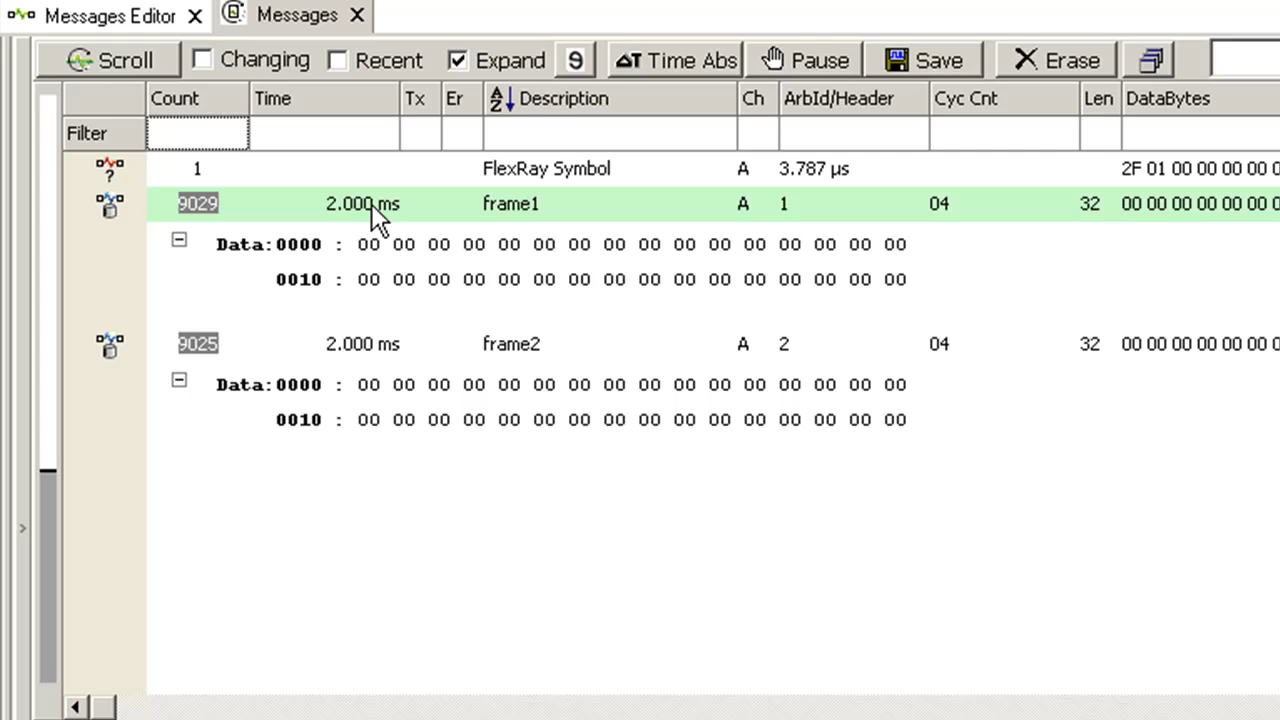 Messages Editor X Messages X
Scroll Changing Recent Expand 9 ΔT Time Abs Pause Save Erase
Count Time Tx Er AZ Description Ch ArbId/Header Cyc Cnt Len DataBytes
Filter
? 1 FlexRay Symbol A 3.787 µs 2F 01 00 00 00 00 0
9029 2.000 ms frame1 A 1 04 32 00 00 00 00 00 00 0
Data:0000 : 00 00 00 00 00 00 00 00 00 00 00 00 00 00 00 00
0010 : 00 00 00 00 00 00 00 00 00 00 00 00 00 00 00 00
9025 2.000 ms frame2 A 2 04 32 00 00 00 00 00 00 0
Data:0000 : 00 00 00 00 00 00 00 00 00 00 00 00 00 00 00 00
0010 : 00 00 00 00 00 00 00 00 00 00 00 00 00 00 00 00